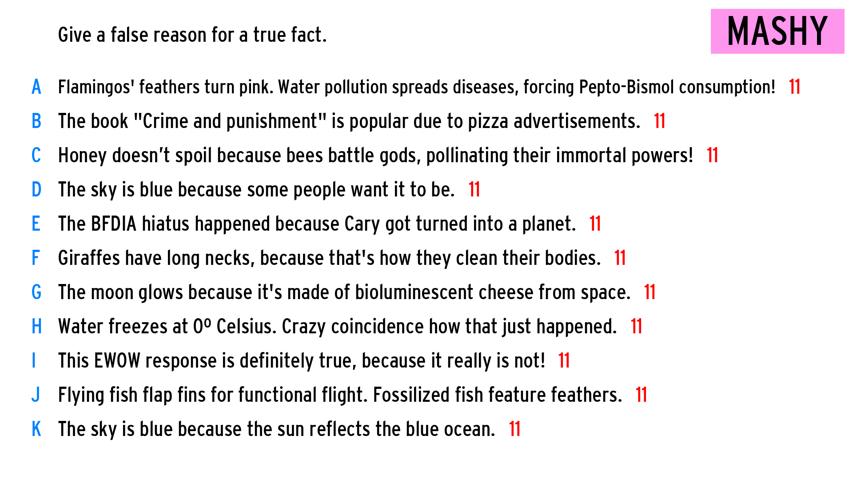 Give a false reason for a true fact.
MASHY
A Flamingos' feathers turn pink. Water pollution spreads diseases, forcing Pepto-Bismol consumption! 11
B The book "Crime and punishment" is popular due to pizza advertisements. 11
C Honey doesn’t spoil because bees battle gods, pollinating their immortal powers! 11
D The sky is blue because some people want it to be. 11
E The BFDIA hiatus happened because Cary got turned into a planet. 11
F Giraffes have long necks, because that's how they clean their bodies. 11
G The moon glows because it's made of bioluminescent cheese from space. 11
H Water freezes at 0º Celsius. Crazy coincidence how that just happened. 11
I This EWOW response is definitely true, because it really is not! 11
J Flying fish flap fins for functional flight. Fossilized fish feature feathers. 11
K The sky is blue because the sun reflects the blue ocean. 11